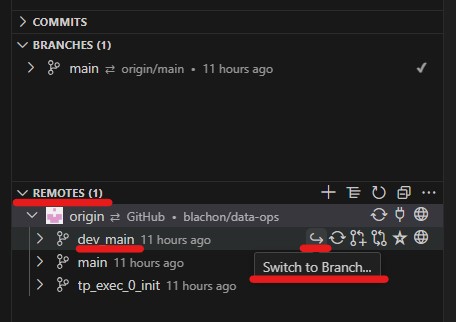 COMMITS
BRANCHES (1)
main ⇄ origin/main • 11 hours ago
REMOTES (1)
origin ⇄ GitHub • blachon/data-ops
dev_main 11 hours ago
main 11 hours ago
Switch to Branch...
tp_exec_0_init 11 hours ago